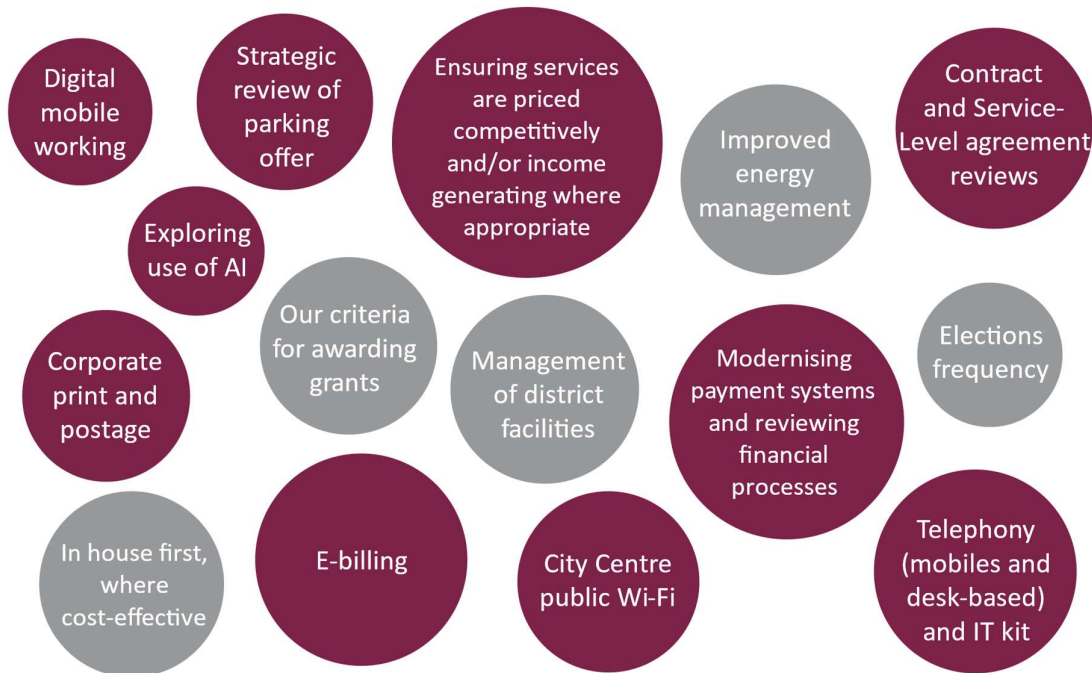 Digital
mobile
working
Strategic
review of
parking
offer
Ensuring services
are priced
competitively
and/or income
generating where
appropriate
Improved
energy
management
Contract
and Service-
Level agreement
reviews
Exploring
use of AI
Our criteria
for awarding
grants
Management
of district
facilities
Elections
frequency
Corporate
print and
postage
Modernising
payment systems
and reviewing
financial
processes
In house first,
where
cost-effective
E-billing
City Centre
public Wi-Fi
Telephony
(mobiles and
desk-based)
and IT kit